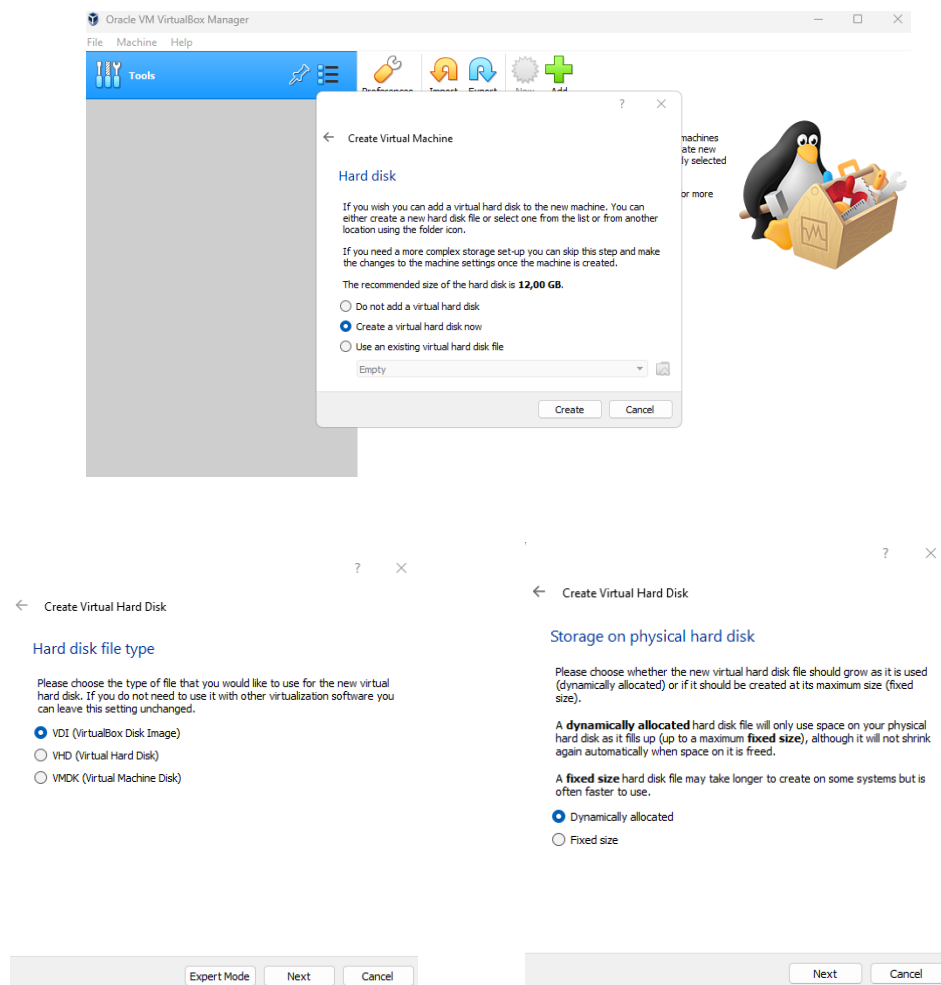 Oracle VM VirtualBox Manager
File Machine Help
Tools
Preferences Import Export New Add
? 
Create Virtual Machine
machines
ate new
ly selected
or more
Hard disk
If you wish you can add a virtual hard disk to the new machine. You can
either create a new hard disk file or select one from the list or from another
location using the folder icon.
If you need a more complex storage set-up you can skip this step and make
the changes to the machine settings once the machine is created.
The recommended size of the hard disk is 12,00 GB.
Do not add a virtual hard disk
Create a virtual hard disk now
Use an existing virtual hard disk file
Empty
Create Cancel
?
Create Virtual Hard Disk
Hard disk file type
Please choose the type of file that you would like to use for the new virtual
hard disk. If you do not need to use it with other virtualization software you
can leave this setting unchanged.
VDI (VirtualBox Disk Image)
VHD (Virtual Hard Disk)
VMDK (Virtual Machine Disk)
Expert Mode Next Cancel
?
Create Virtual Hard Disk
Storage on physical hard disk
Please choose whether the new virtual hard disk file should grow as it is used
(dynamically allocated) or if it should be created at its maximum size (fixed
size).
A dynamically allocated hard disk file will only use space on your physical
hard disk as it fills up (up to a maximum fixed size), although it will not shrink
again automatically when space on it is freed.
A fixed size hard disk file may take longer to create on some systems but is
often faster to use.
Dynamically allocated
Fixed size
Next Cancel